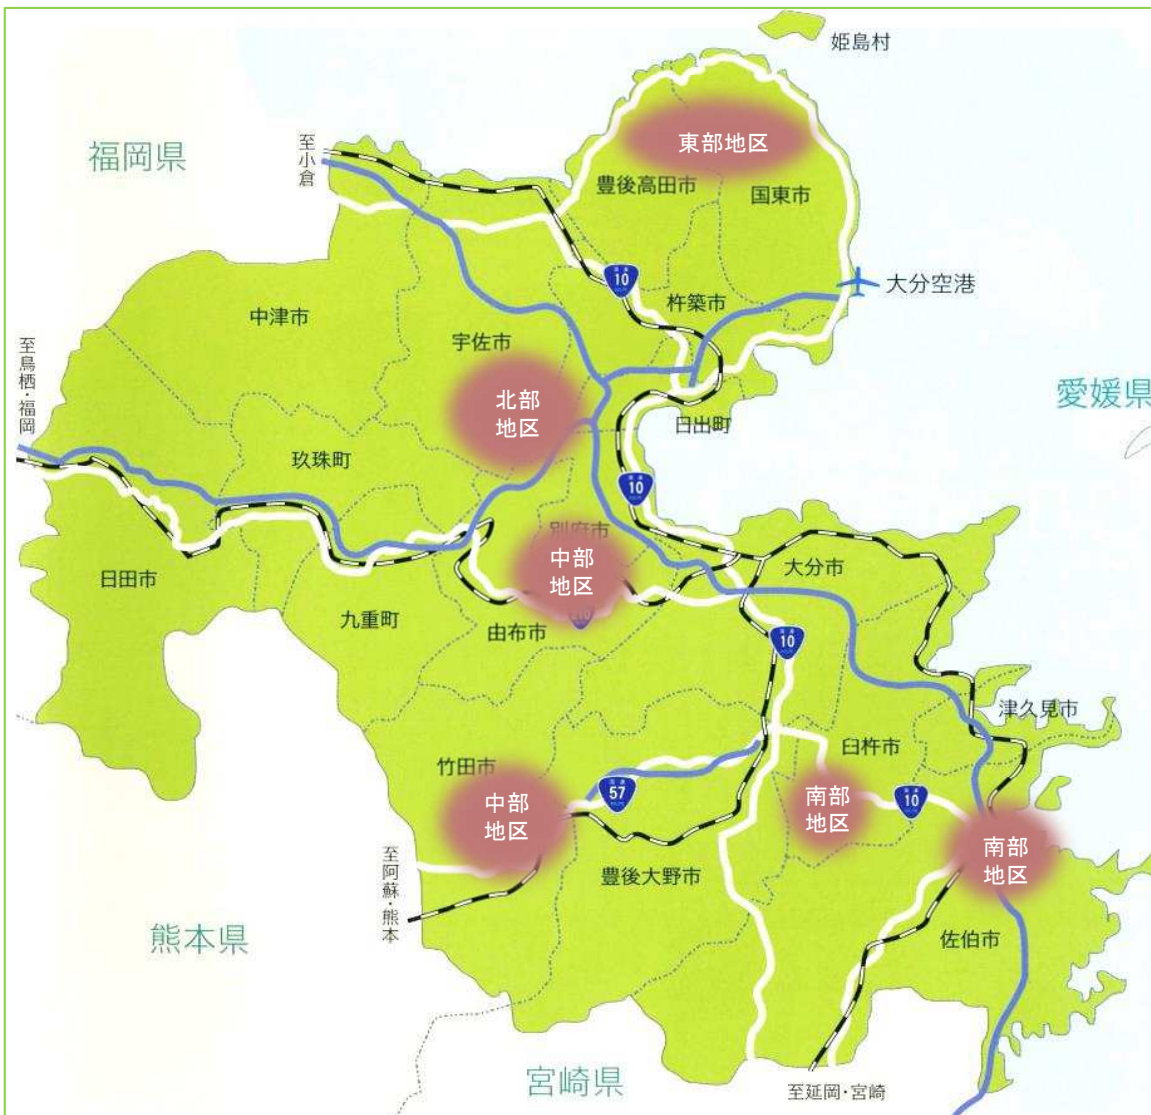 姫島村
福岡県
至小倉
東部地区
豊後高田市
国東市
10
大分空港
杵築市
中津市
宇佐市
至鳥栖・福岡
北部
地区
愛媛県
日出町
玖珠町
10
別府市
中部
地区
大分市
日田市
九重町
由布市
10
津久見市
臼杵市
竹田市
中部
地区
57
南部
地区
10
南部
地区
至阿蘇・熊本
豊後大野市
熊本県
佐伯市
宮崎県
至延岡・宮崎